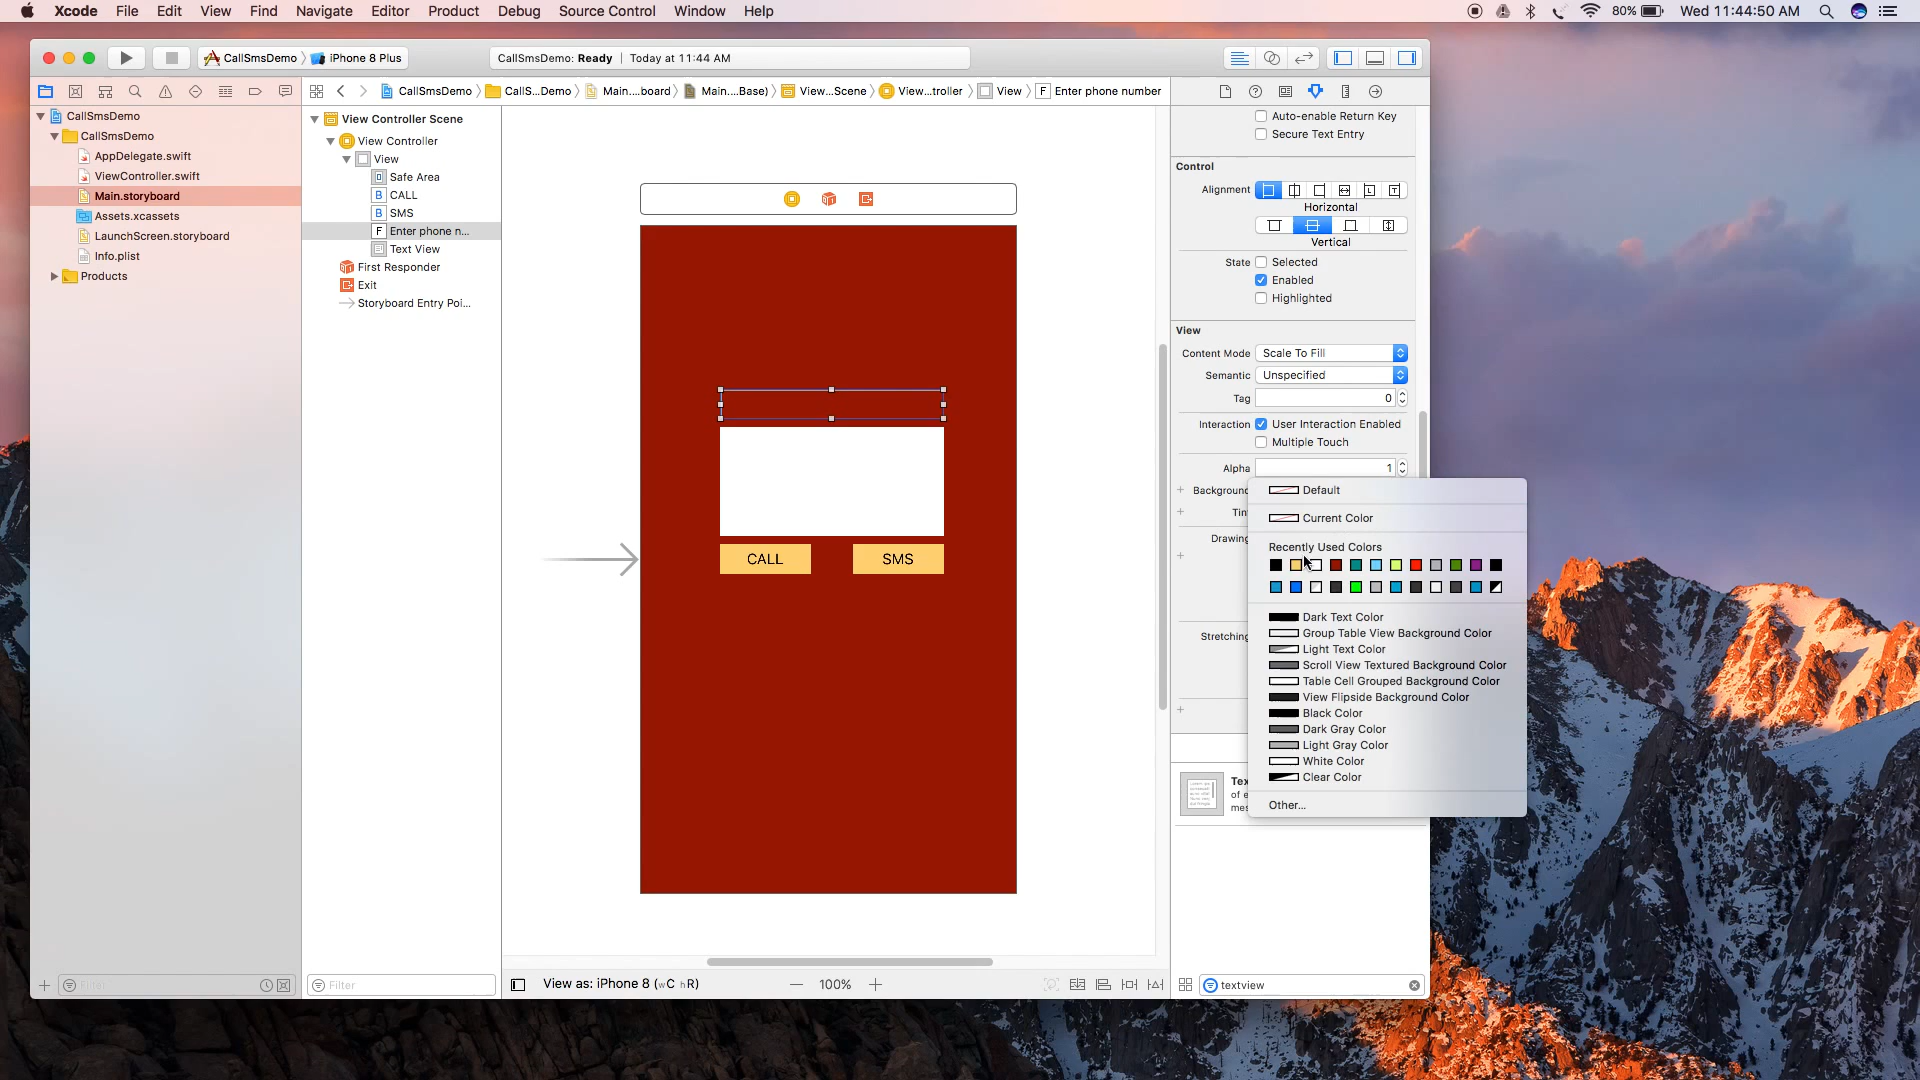 Xcode File Edit View Find Navigate Editor Product Debug Source Control Window Help
80% Wed 11:44:50 AM
CallSmsDemo iPhone 8 Plus
CallSmsDemo: Ready | Today at 11:44 AM
CallSmsDemo CallS...Demo Main....board Main....Base) View...Scene View...troller View F Enter phone number
CallSmsDemo
CallSmsDemo
AppDelegate.swift
ViewController.swift
Main.storyboard
Assets.xcassets
LaunchScreen.storyboard
Info.plist
Products
Filter
View Controller Scene
View Controller
View
Safe Area
B CALL
B SMS
F Enter phone n...
Text View
First Responder
Exit
Storyboard Entry Poi...
Filter
CALL
SMS
View as: iPhone 8 (wC hR)
100%
Auto-enable Return Key
Secure Text Entry
Control
Alignment
Horizontal
Vertical
State Selected
Enabled
Highlighted
View
Content Mode Scale To Fill
Semantic Unspecified
Tag 0
Interaction User Interaction Enabled
Multiple Touch
Alpha 1
Background
Tin
Drawing
Stretching
Default
Current Color
Recently Used Colors
Dark Text Color
Group Table View Background Color
Light Text Color
Scroll View Textured Background Color
Table Cell Grouped Background Color
View Flipside Background Color
Black Color
Dark Gray Color
Light Gray Color
White Color
Clear Color
Other...
Tex
of e
mes
textview